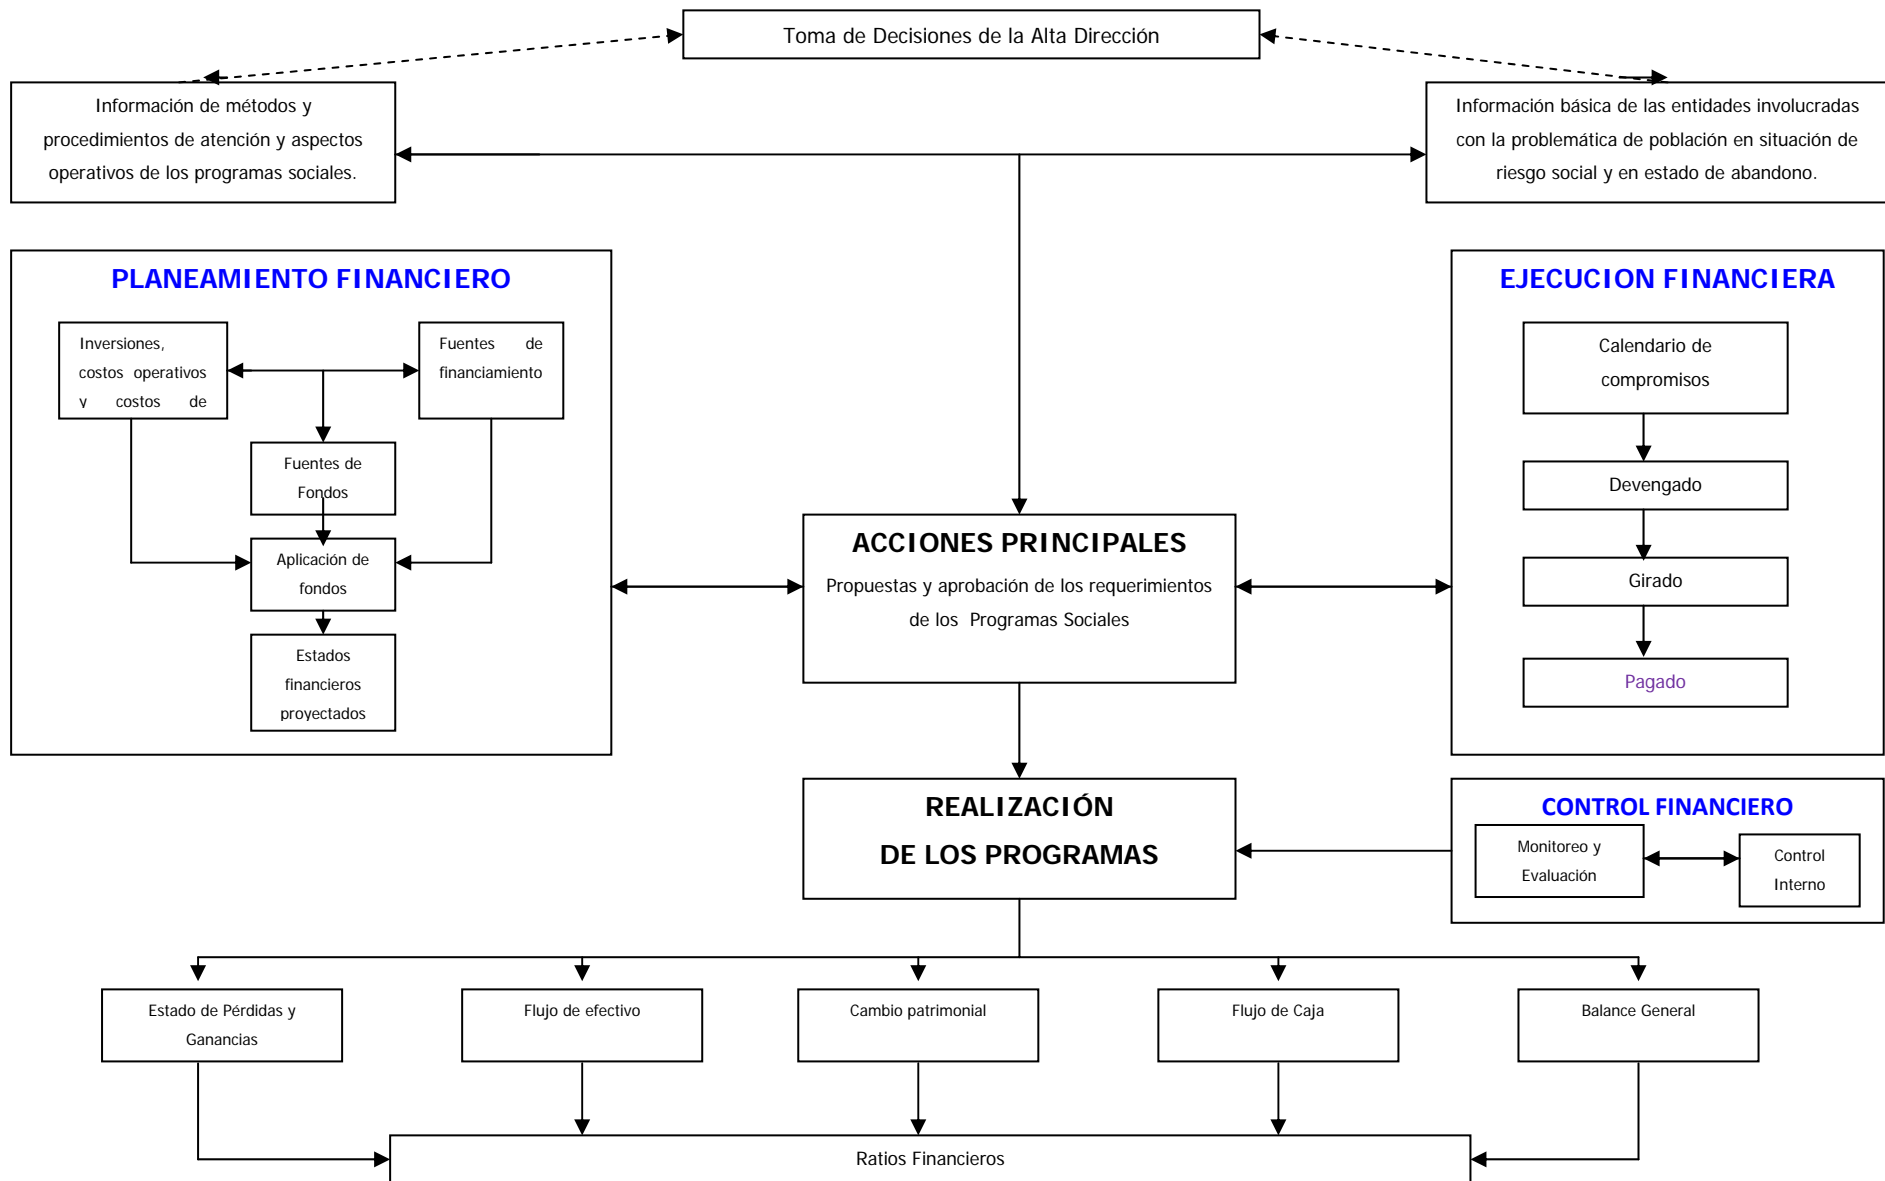 Toma de Decisiones de la Alta Dirección
Información de métodos y
procedimientos de atención y aspectos
operativos de los programas sociales.
Información básica de las entidades involucradas
con la problemática de población en situación de
riesgo social y en estado de abandono.
PLANEAMIENTO FINANCIERO
Inversiones,
costos operativos
y costos de
Fuentes de
financiamiento
Fuentes de
Fondos
Aplicación de
fondos
Estados
financieros
proyectados
ACCIONES PRINCIPALES
Propuestas y aprobación de los requerimientos
de los Programas Sociales
EJECUCION FINANCIERA
Calendario de
compromisos
Devengado
Girado
Pagado
REALIZACIÓN
DE LOS PROGRAMAS
CONTROL FINANCIERO
Monitoreo y
Evaluación
Control
Interno
Estado de Pérdidas y
Ganancias
Flujo de efectivo
Cambio patrimonial
Flujo de Caja
Balance General
Ratios Financieros